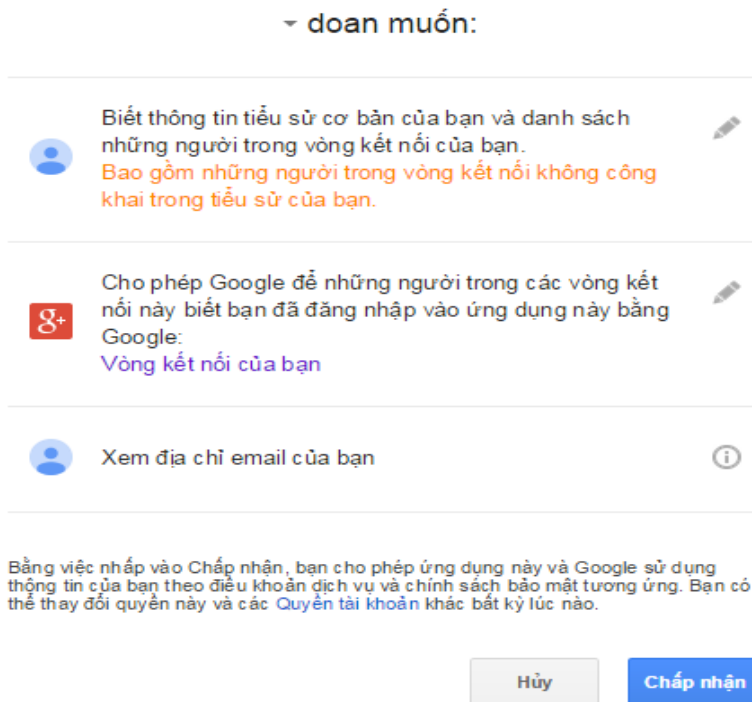 doan muốn:
Biết thông tin tiểu sử cơ bản của bạn và danh sách
những người trong vòng kết nối của bạn.
Bao gồm những người trong vòng kết nối không công
khai trong tiểu sử của bạn.
Cho phép Google để những người trong các vòng kết
nối này biết bạn đã đăng nhập vào ứng dụng này bằng
Google:
Vòng kết nối của bạn
Xem địa chỉ email của bạn
Bằng việc nhấp vào Chấp nhận, bạn cho phép ứng dụng này và Google sử dụng
thông tin của bạn theo điều khoản dịch vụ và chính sách bảo mật tương ứng. Bạn có
thể thay đổi quyền này và các Quyền tài khoản khác bất kỳ lúc nào.
Hủy
Chấp nhận